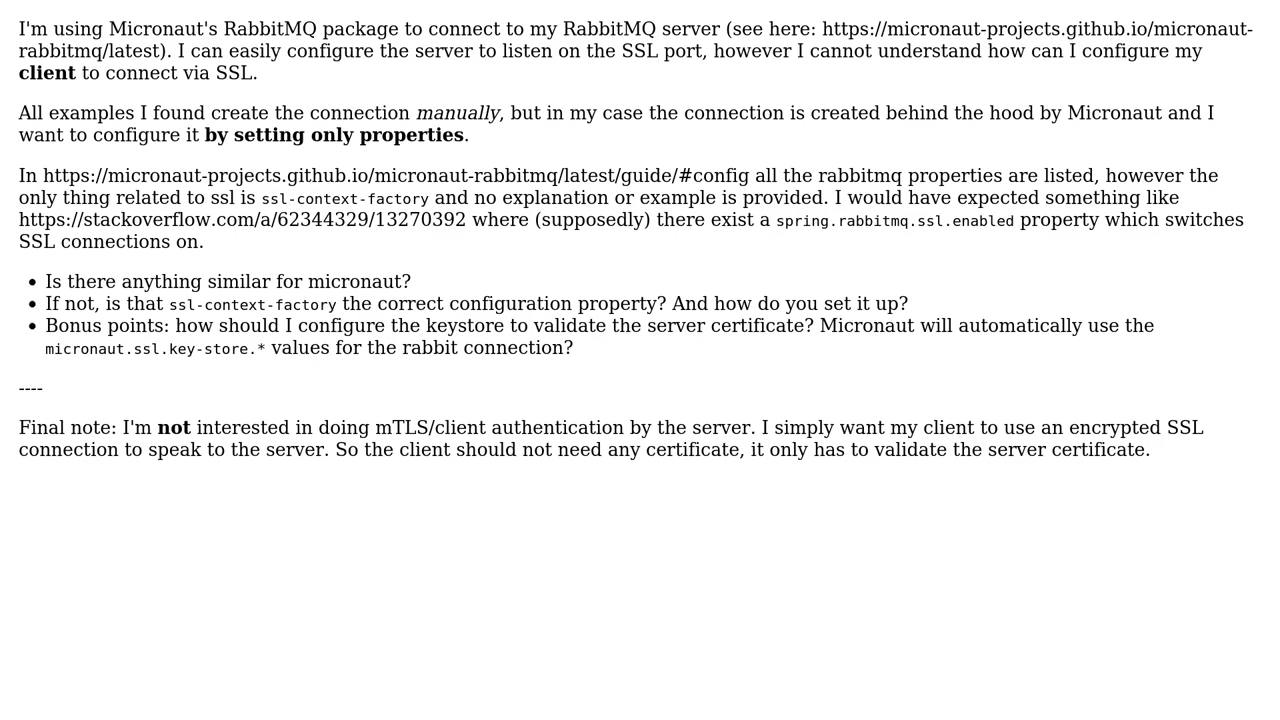 I'm using Micronaut's RabbitMQ package to connect to my RabbitMQ server (see here: https://micronaut-projects.github.io/micronaut-
rabbitmq/latest). I can easily configure the server to listen on the SSL port, however I cannot understand how can I configure my
client to connect via SSL.
All examples I found create the connection manually, but in my case the connection is created behind the hood by Micronaut and I
want to configure it by setting only properties.
In https://micronaut-projects.github.io/micronaut-rabbitmq/latest/guide/#config all the rabbitmq properties are listed, however the
only thing related to ssl is ssl-context-factory and no explanation or example is provided. I would have expected something like
https://stackoverflow.com/a/62344329/13270392 where (supposedly) there exist a spring.rabbitmq.ssl.enabled property which switches
SSL connections on.
• Is there anything similar for micronaut?
• If not, is that ssl-context-factory the correct configuration property? And how do you set it up?
• Bonus points: how should I configure the keystore to validate the server certificate? Micronaut will automatically use the
micronaut.ssl.key-store.* values for the rabbit connection?
----
Final note: I'm not interested in doing mTLS/client authentication by the server. I simply want my client to use an encrypted SSL
connection to speak to the server. So the client should not need any certificate, it only has to validate the server certificate.